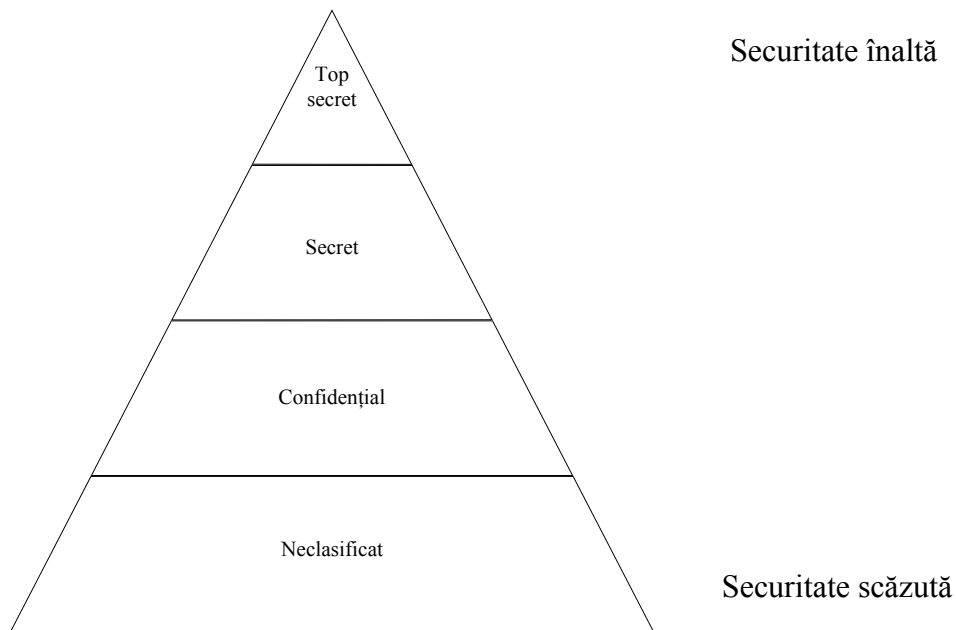 Securitate înaltă
Top
secret
Secret
Confidențial
Neclasificat
Securitate scăzută